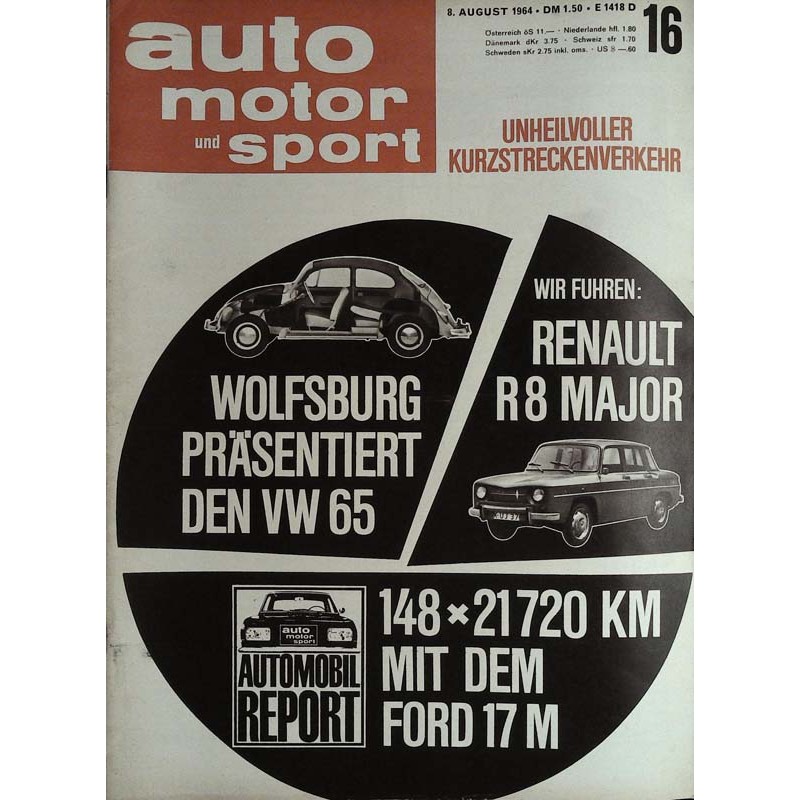 auto
motor
und sport
8. AUGUST 1964 • DM 1.50 • E 1418 D
Österreich öS 11.— · Niederlande hfl. 1.80
Dänemark dKr 3.75 · Schweiz sfr 1.70
Schweden sKr 2.75 inkl. oms. · US $ —.60
16
UNHEILVOLLER
KURZSTRECKENVERKEHR
WOLFSBURG
PRÄSENTIERT
DEN VW 65
WIR FUHREN:
RENAULT
R8 MAJOR
148×21720 KM
MIT DEM
FORD 17 M
auto
motor
sport
AUTOMOBIL
REPORT